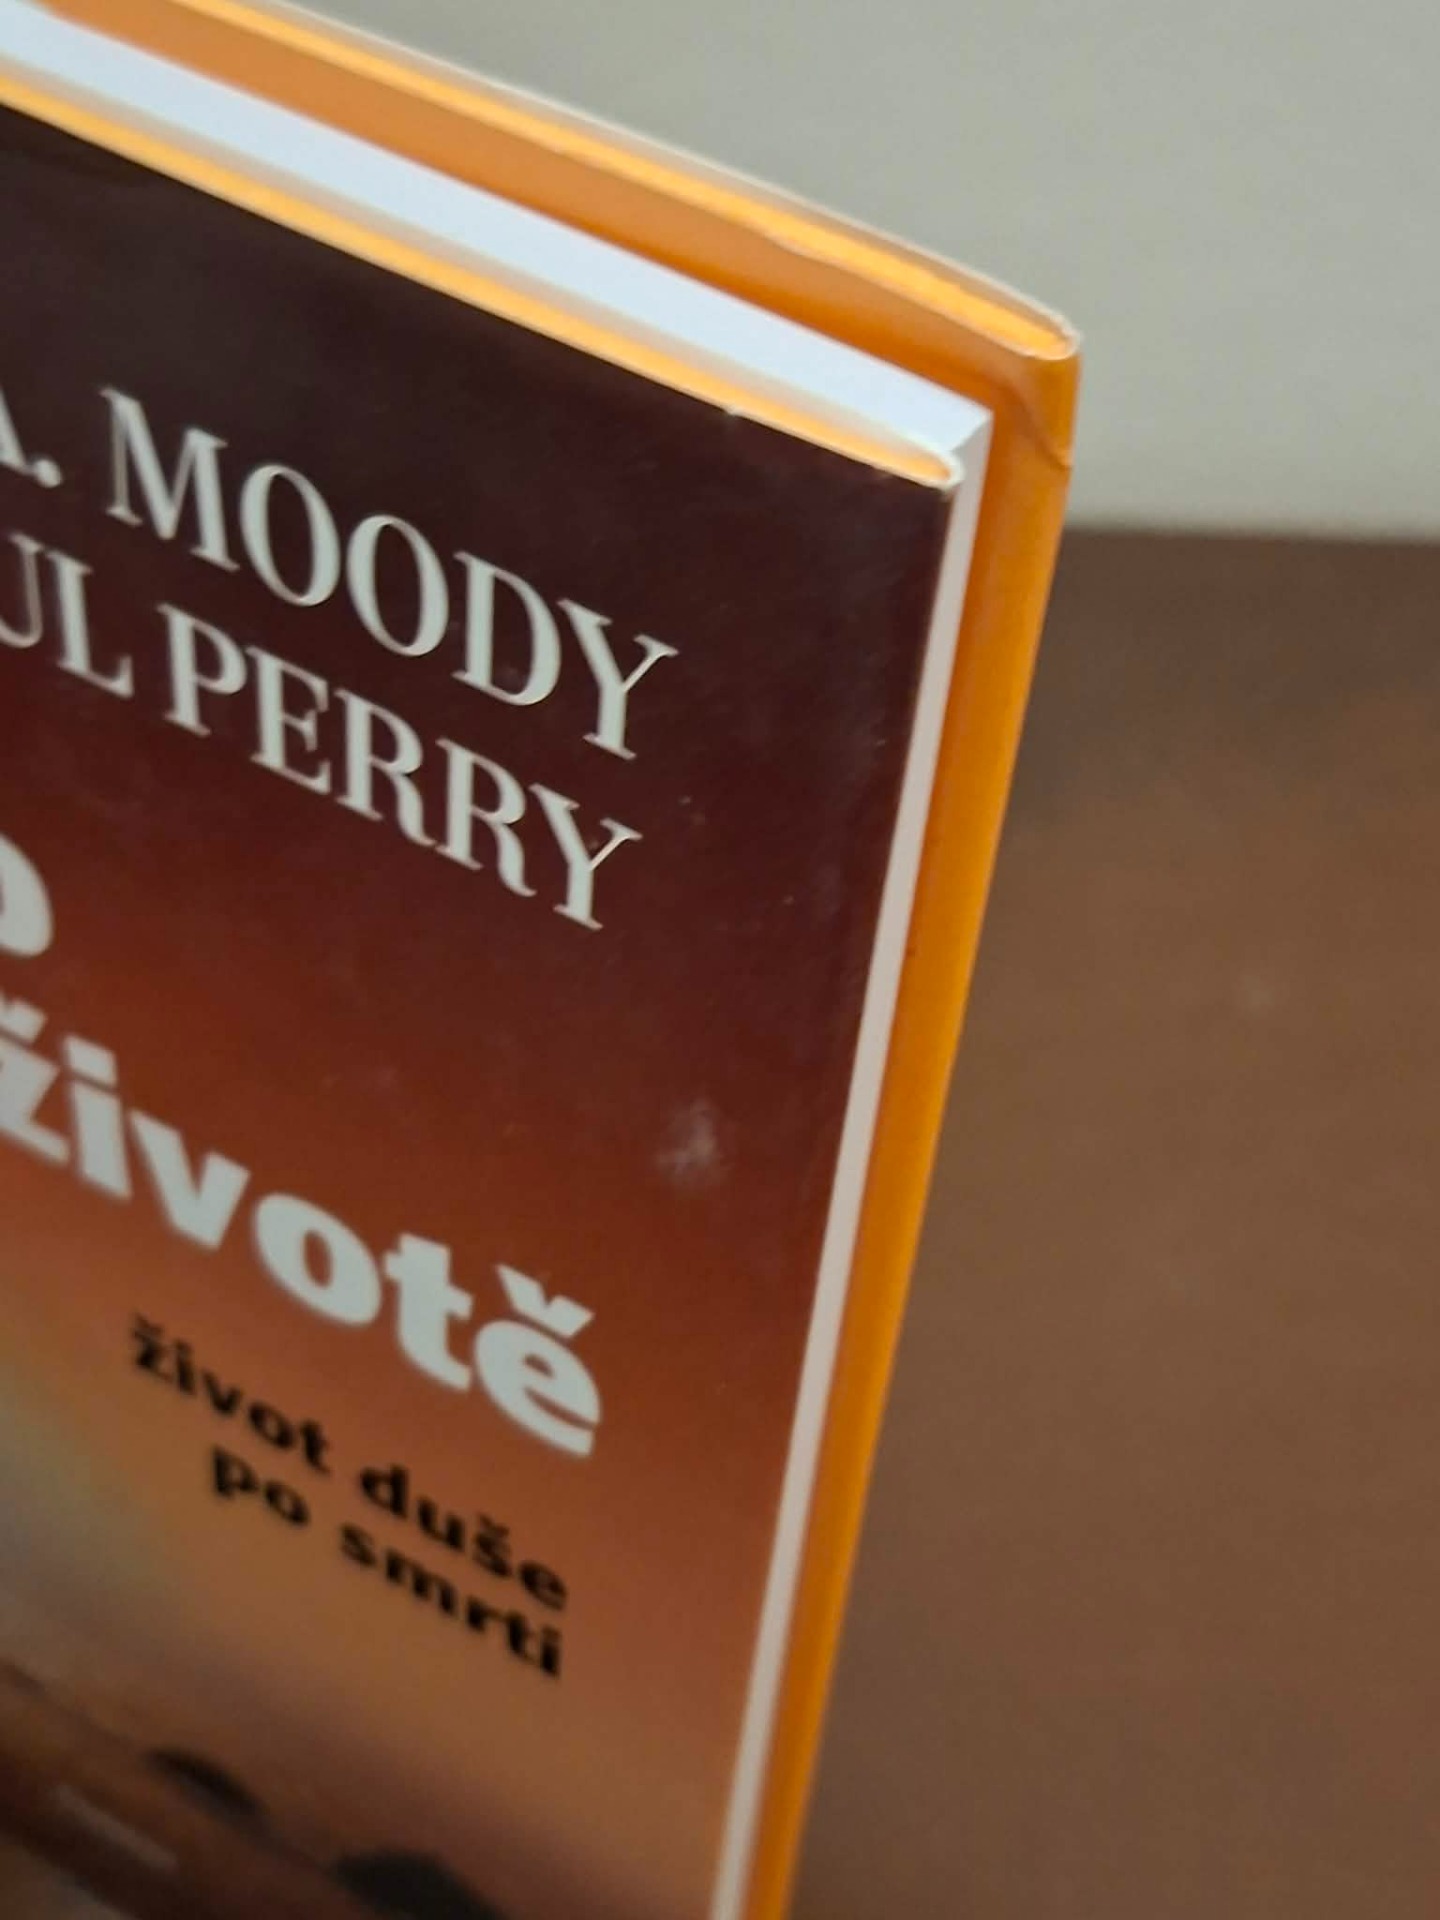 A. MOODY
UL PERRY
o
životě
život duše
po smrti